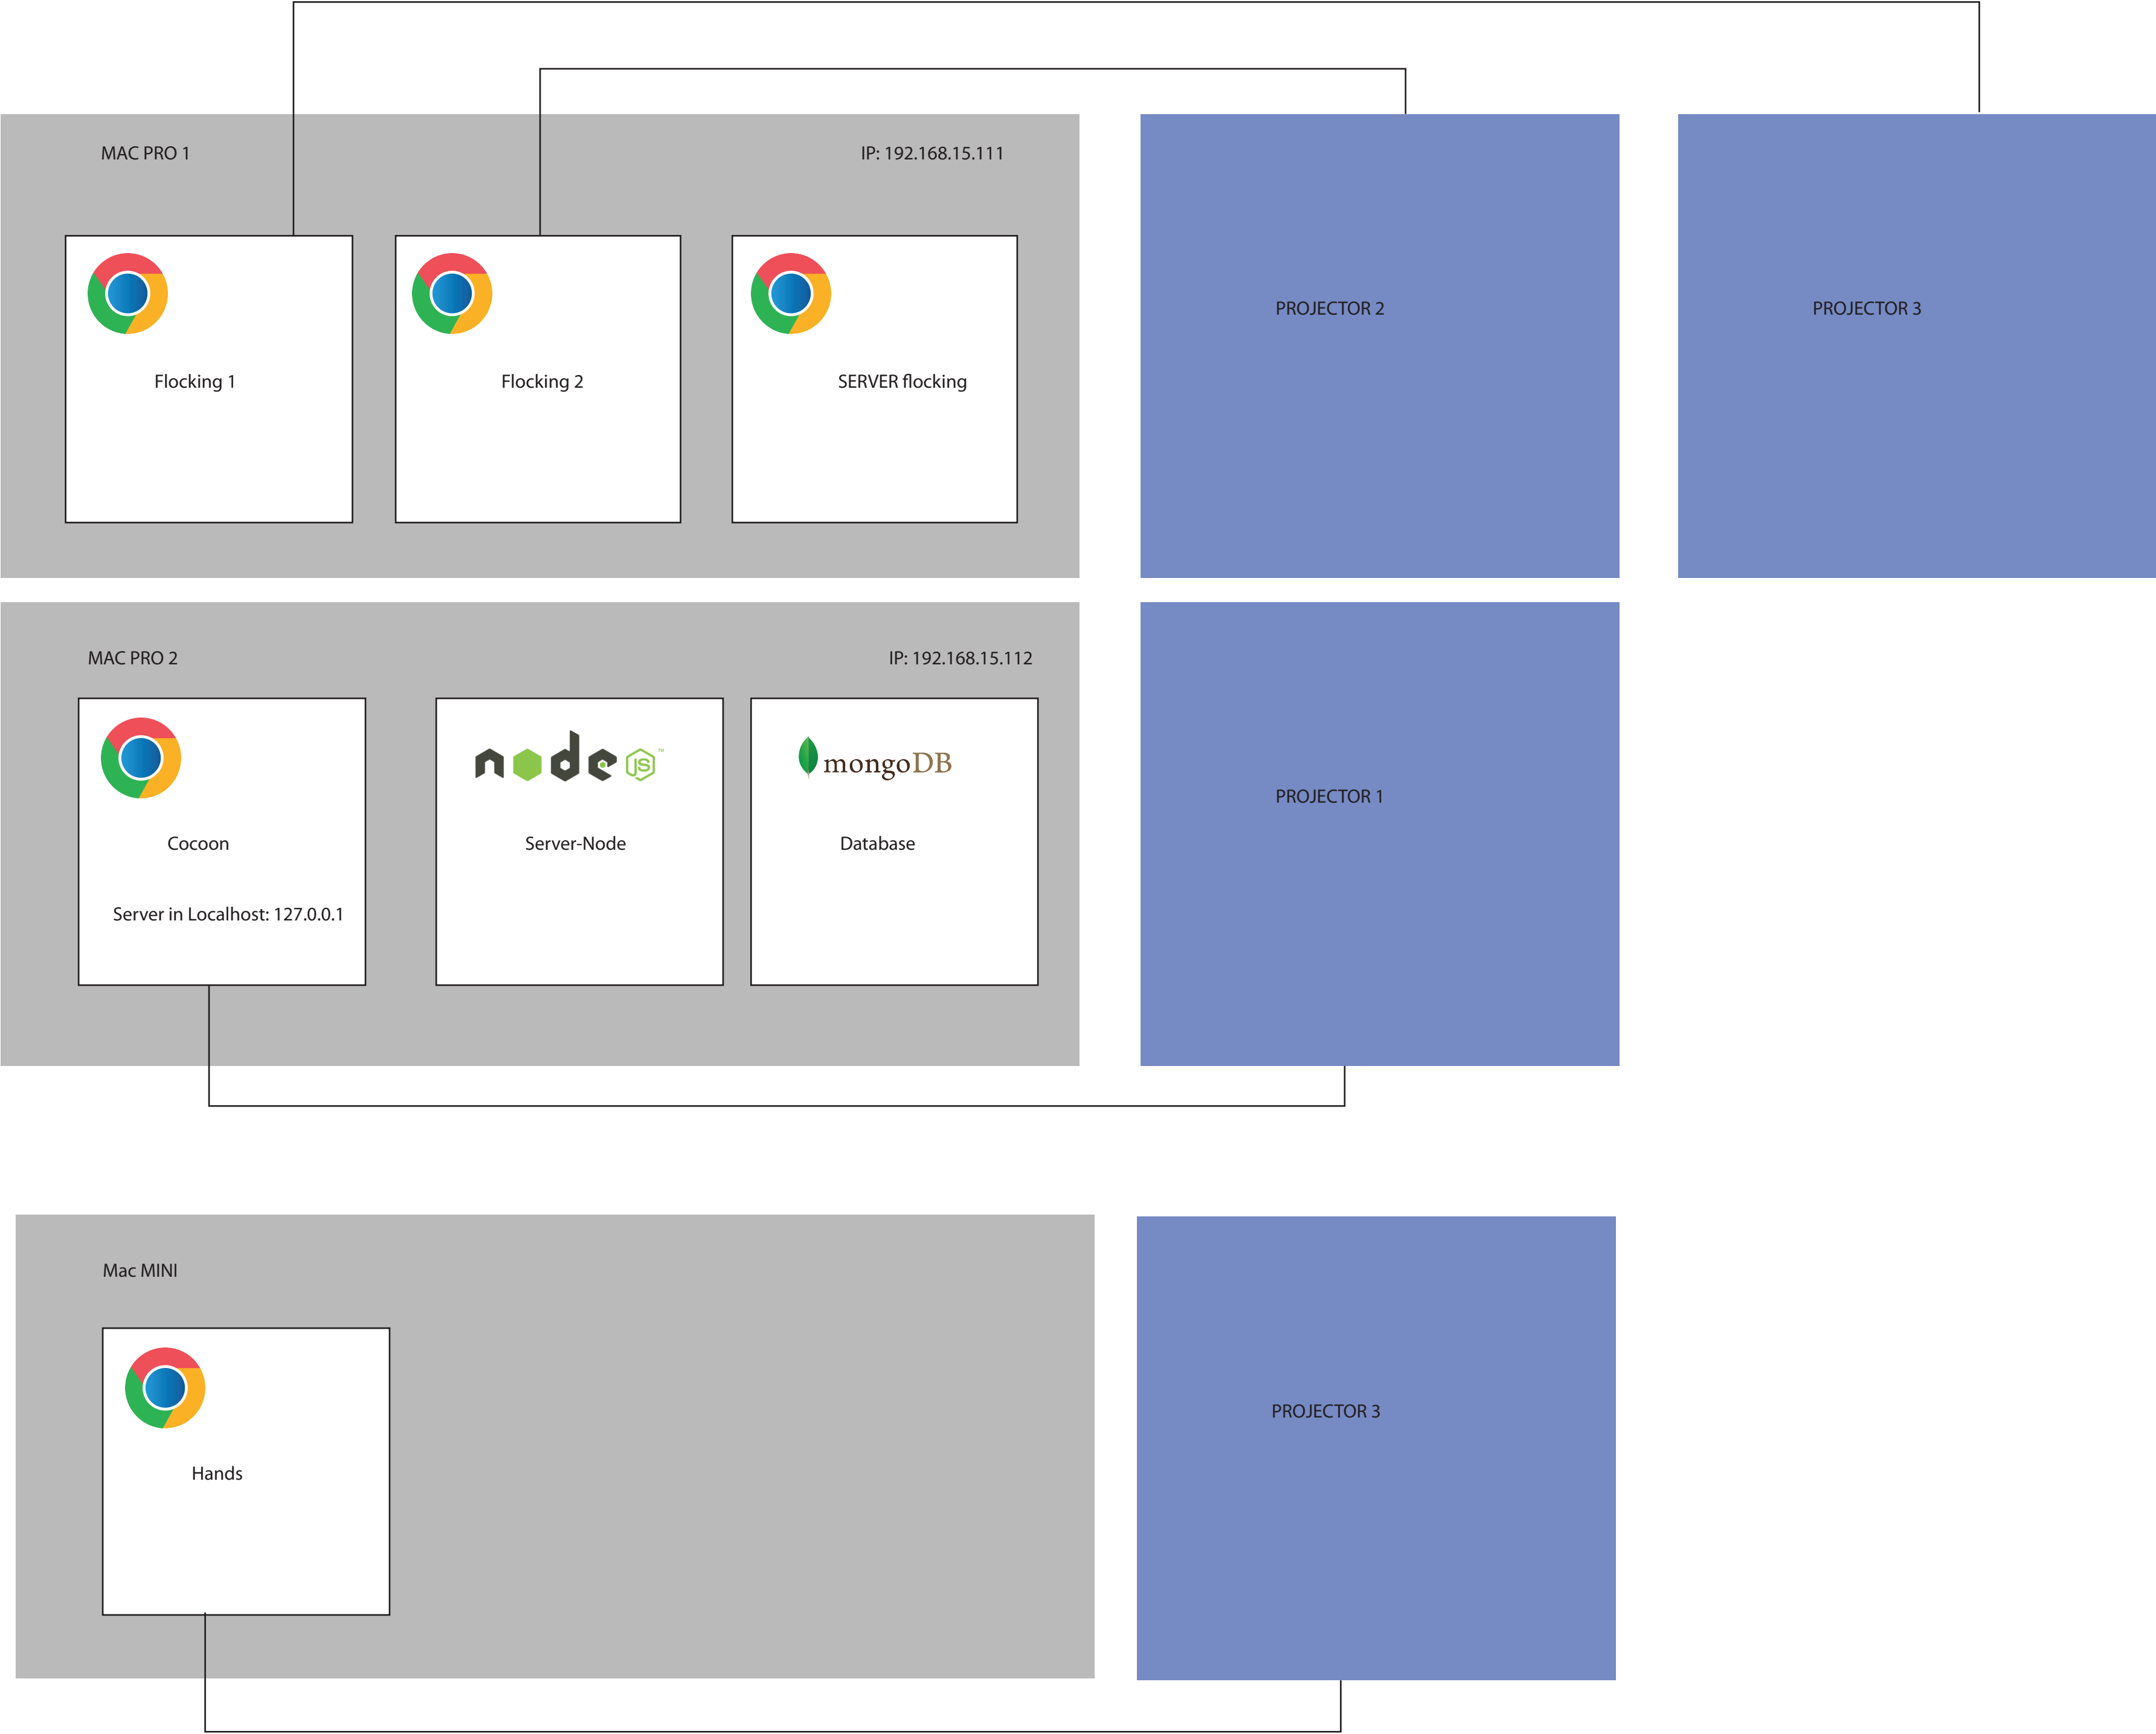 MAC PRO 1
IP: 192.168.15.111
Flocking 1
Flocking 2
SERVER flocking
PROJECTOR 2
PROJECTOR 3
MAC PRO 2
IP: 192.168.15.112
node JS™
mongoDB
Cocoon
Server-Node
Database
Server in Localhost: 127.0.0.1
PROJECTOR 1
Mac MINI
Hands
PROJECTOR 3